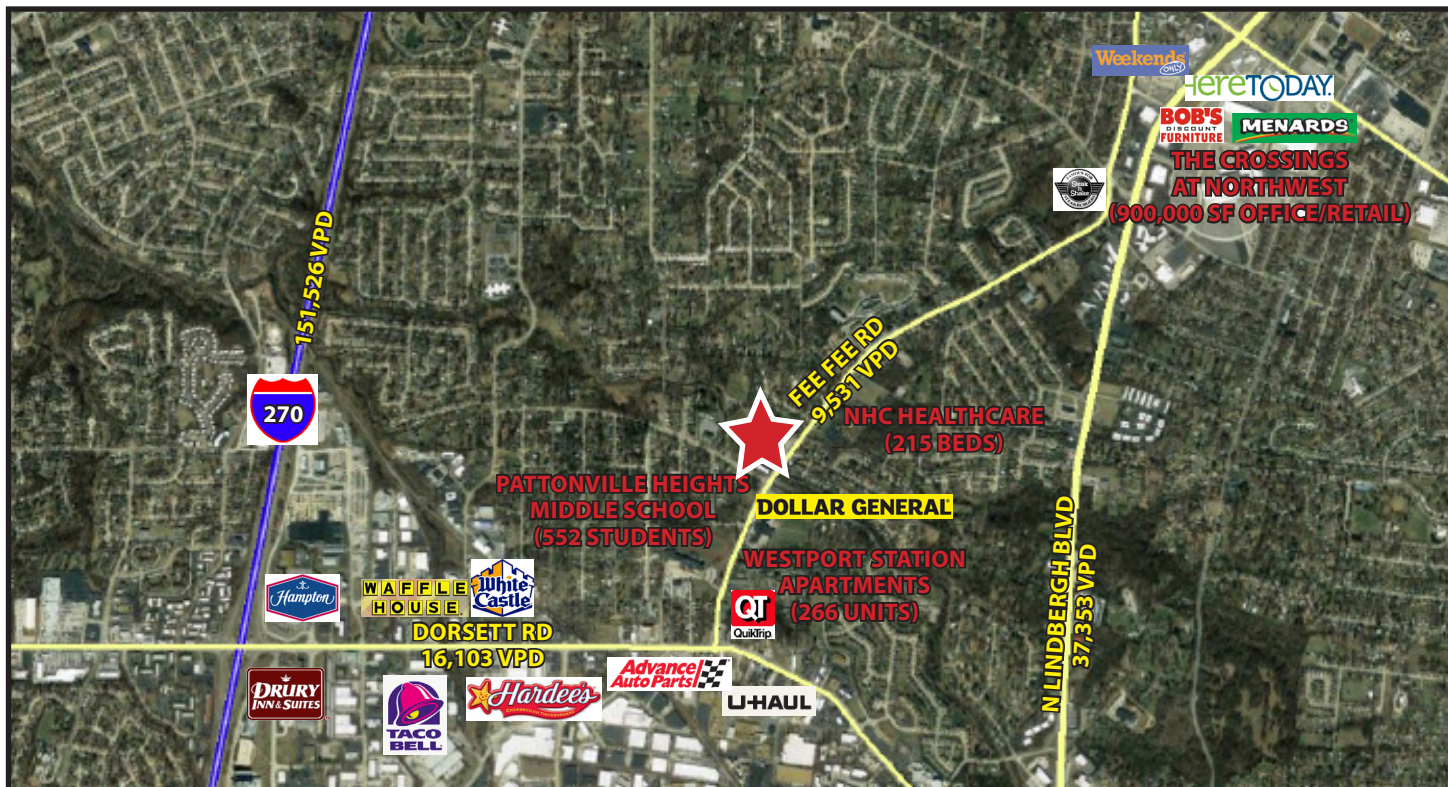 Weekends
ONLY
HereTODAY.
BOB'S
DISCOUNT
FURNITURE
MENARDS
THE CROSSINGS
AT NORTHWEST
(900,000 SF OFFICE/RETAIL)
Steak
n
Shake
151,526 VPD
270
FEE FEE RD
9,531 VPD
NHC HEALTHCARE
(215 BEDS)
PATTONVILLE HEIGHTS
MIDDLE SCHOOL
(552 STUDENTS)
DOLLAR GENERAL
WESTPORT STATION
APARTMENTS
(266 UNITS)
N LINDBERGH BLVD
37,353 VPD
Hampton
WAFFLE
HOUSE
White
Castle
QT
QuikTrip
DORSETT RD
16,103 VPD
DRURY
INN & SUITES
TACO
BELL
Hardee's
Advance
Auto Parts
U-HAUL